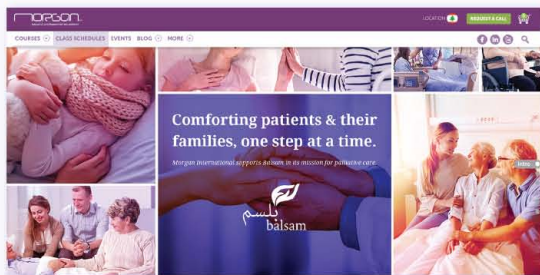 MORGAN.
LOCATION
REQUEST A CALL
COURSES
CLASS SCHEDULES
EVENTS
BLOG
MORE
Comforting patients & their
families, one step at a time.
Morgan International supports Balsam in its mission for palliative care
Intro
بلسم
balsam